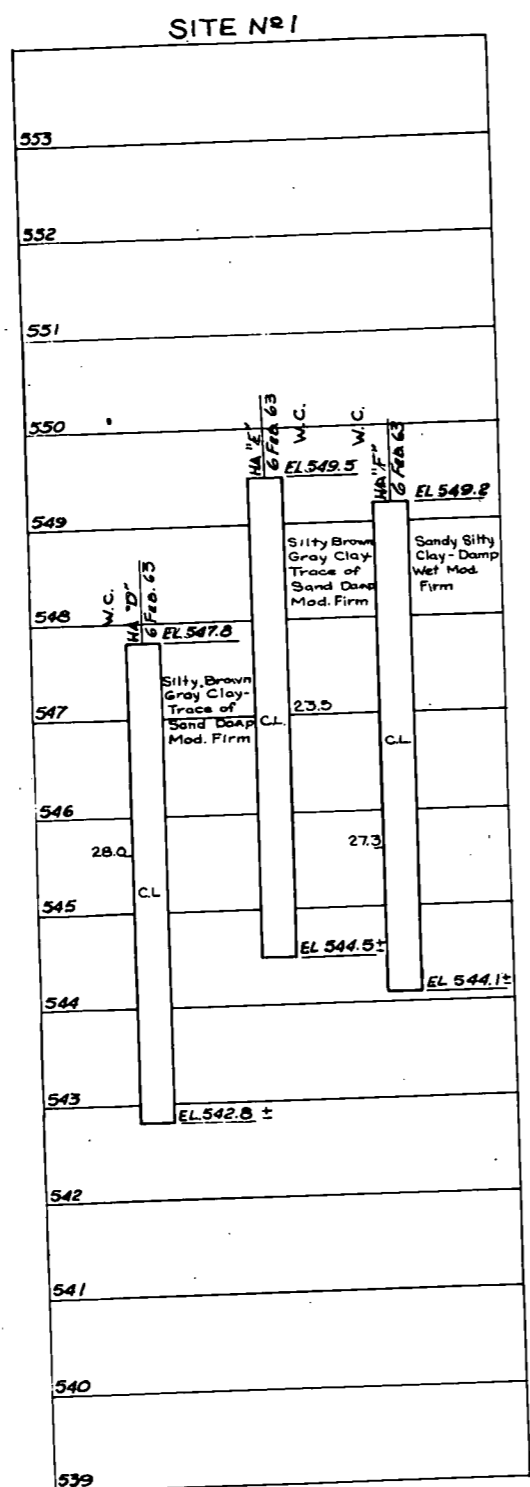 SITE Nº 1
553
552
551
550
549
548
547
546
545
544
543
542
541
540
539
W.C.
HA "D"
6 FEB. 63
EL 547.8
Silty, Brown
Gray Clay-
Trace of
Sand Damp
Mod. Firm
28.0
CL
EL. 542.8 ±
HA "E"
6 FEB. 63
W.C.
EL 549.5
Silty Brown
Gray Clay-
Trace of
Sand Damp
Mod. Firm
23.5
C.L.
EL 544.5±
W.C.
HA "F"
6 FEB 63
EL 549.2
Sandy Silty
Clay-Damp
Wet Mod.
Firm
C.L.
27.3
EL 544.1±